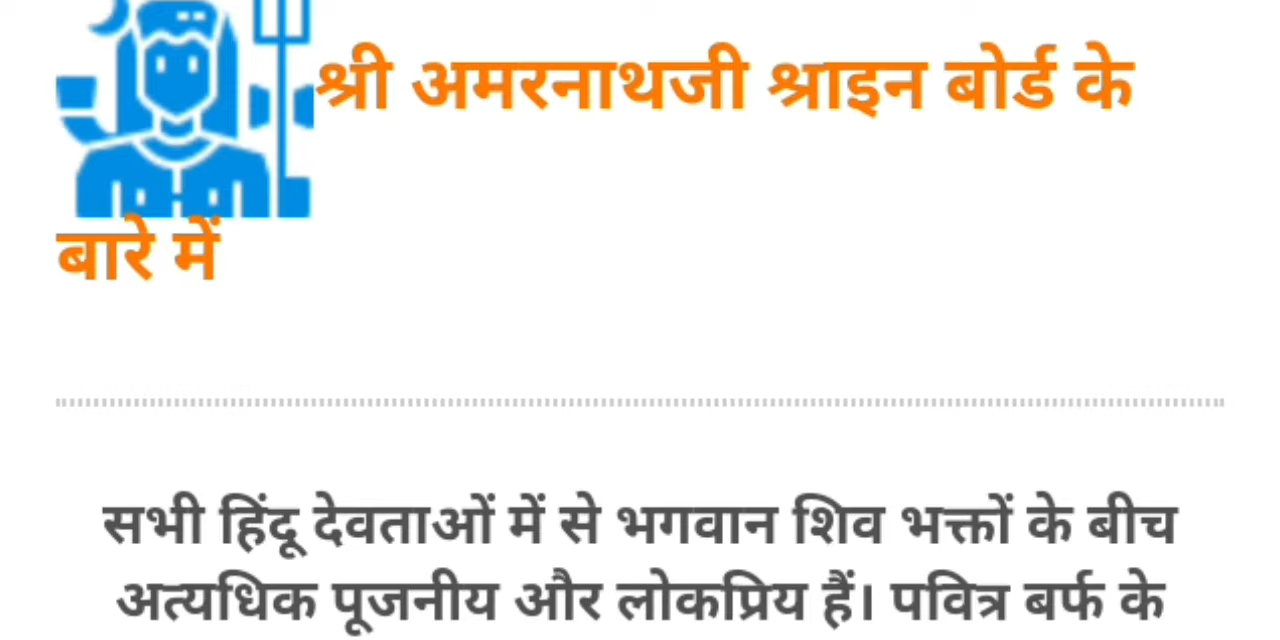 श्री अमरनाथजी श्राइन बोर्ड के
बारे में
सभी हिंदू देवताओं में से भगवान शिव भक्तों के बीच
अत्यधिक पूजनीय और लोकप्रिय हैं। पवित्र बर्फ के